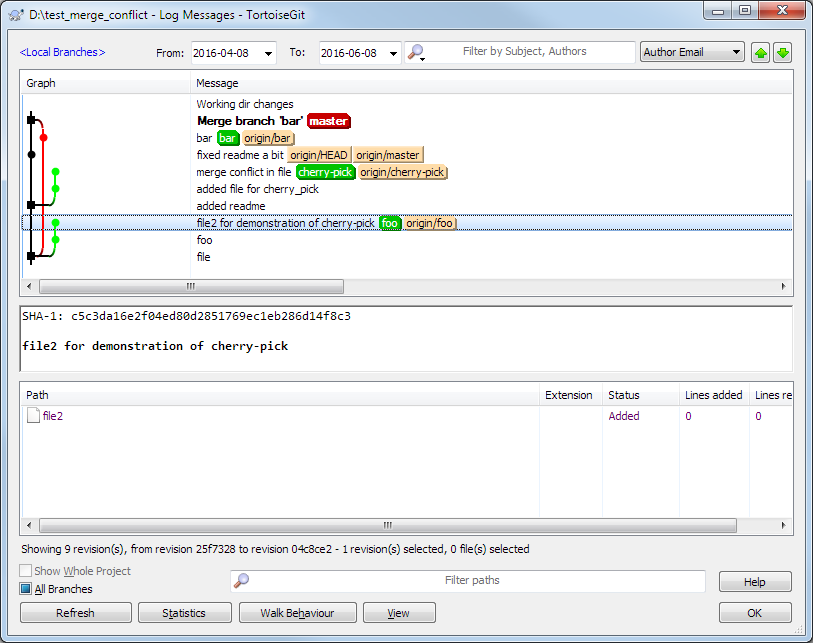 D:\test_merge_conflict - Log Messages - TortoiseGit
<Local Branches> From: 2016-04-08 To: 2016-06-08 Filter by Subject, Authors Author Email
Graph Message
Working dir changes
Merge branch 'bar' master
bar bar origin/bar
fixed readme a bit origin/HEAD origin/master
merge conflict in file cherry-pick origin/cherry-pick
added file for cherry_pick
added readme
file2 for demonstration of cherry-pick foo origin/foo
foo
file
SHA-1: c5c3da16e2f04ed80d2851769ec1eb286d14f8c3
file2 for demonstration of cherry-pick
Path Extension Status Lines added Lines re
file2 Added 0 0
Showing 9 revision(s), from revision 25f7328 to revision 04c8ce2 - 1 revision(s) selected, 0 file(s) selected
Show Whole Project
All Branches
Filter paths
Help
Refresh Statistics Walk Behaviour View OK